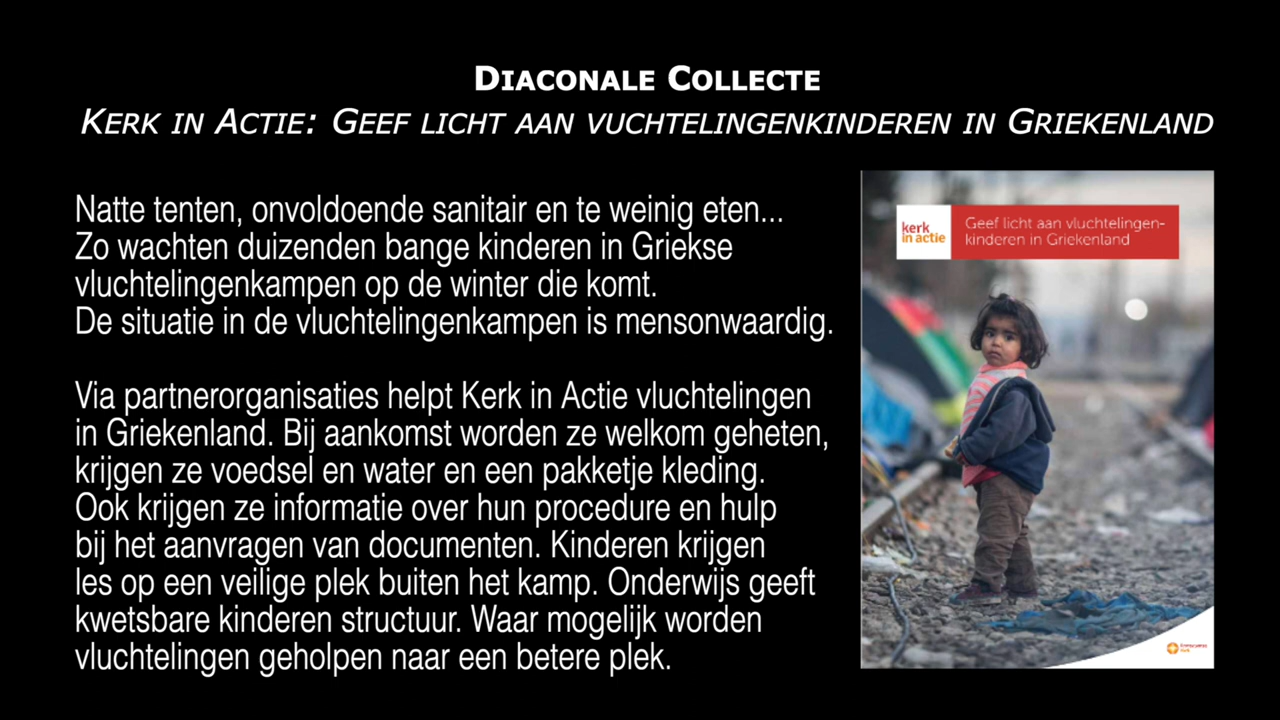 DIACONALE COLLECTE
KERK IN ACTIE: GEEF LICHT AAN VUCHTELINGENKINDEREN IN GRIEKENLAND
Natte tenten, onvoldoende sanitair en te weinig eten...
Zo wachten duizenden bange kinderen in Griekse
vluchtelingenkampen op de winter die komt.
De situatie in de vluchtelingenkampen is mensonwaardig.
Via partnerorganisaties helpt Kerk in Actie vluchtelingen
in Griekenland. Bij aankomst worden ze welkom geheten,
krijgen ze voedsel en water en een pakketje kleding.
Ook krijgen ze informatie over hun procedure en hulp
bij het aanvragen van documenten. Kinderen krijgen
les op een veilige plek buiten het kamp. Onderwijs geeft
kwetsbare kinderen structuur. Waar mogelijk worden
vluchtelingen geholpen naar een betere plek.
kerk
in actie
Geef licht aan vluchtelingen-
kinderen in Griekenland